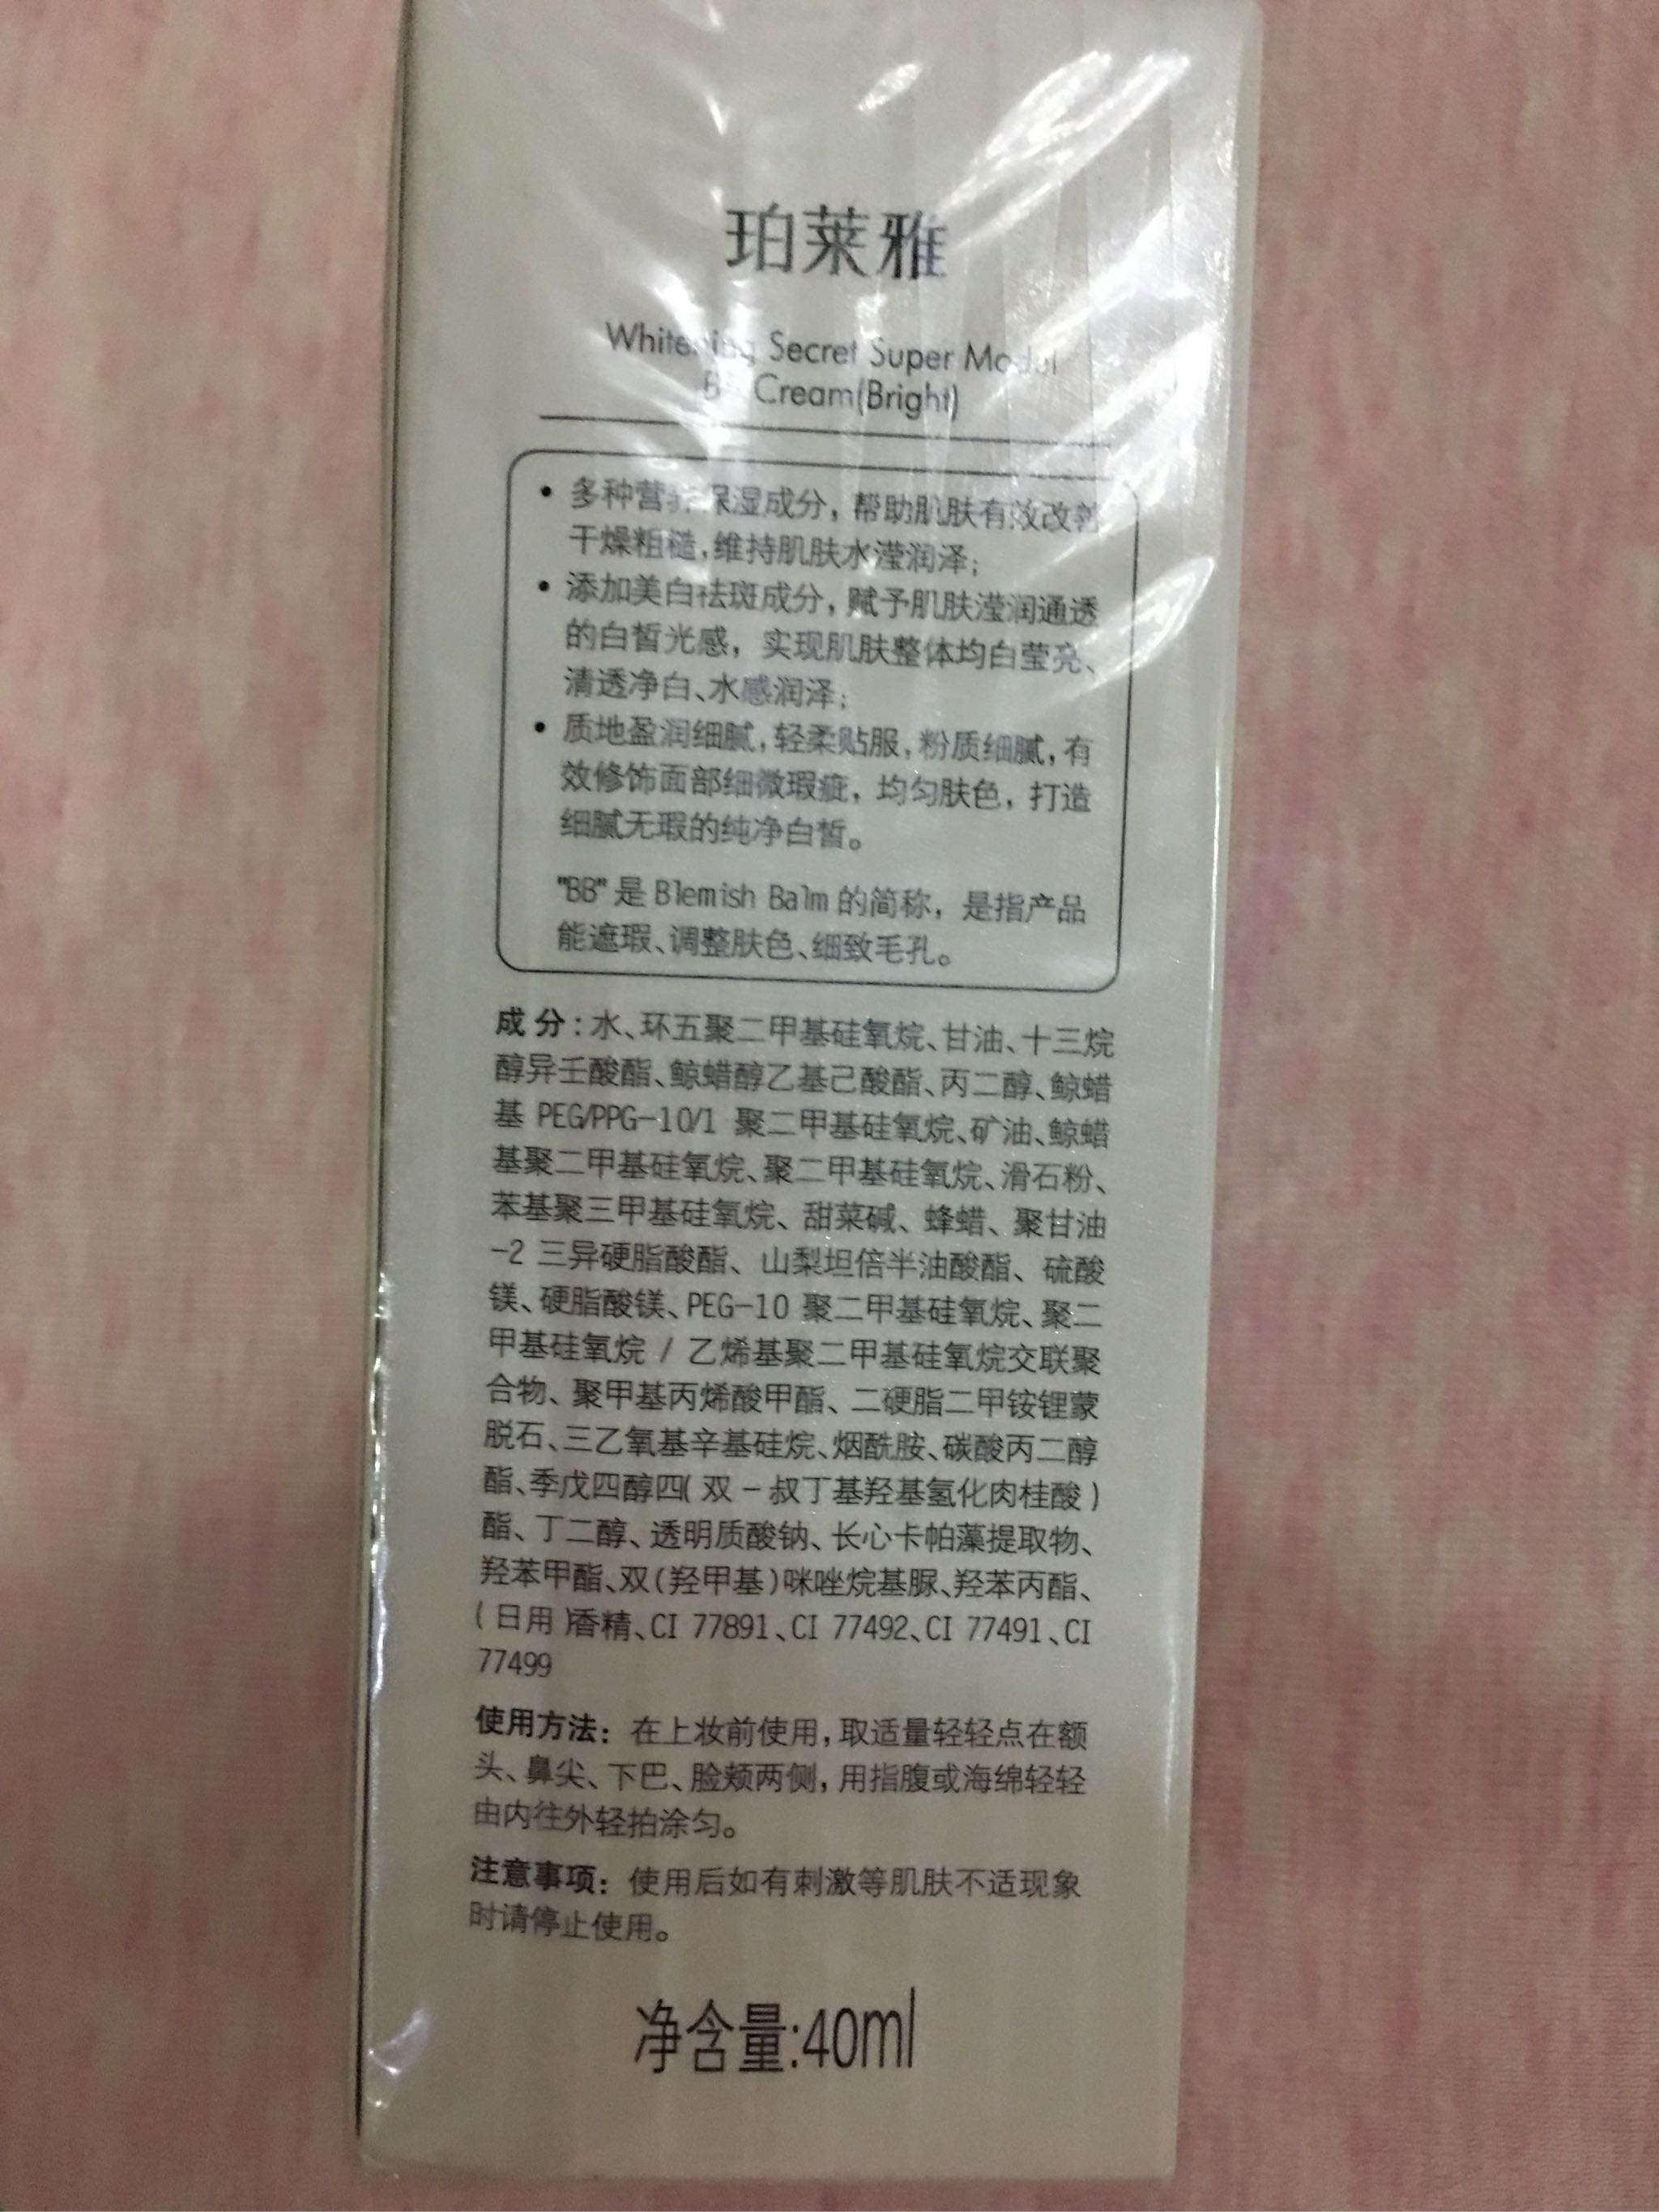 珀莱雅
Whitening Secret Super Model
BB Cream(Bright)
• 多种营养保湿成分，帮助肌肤有效改善
干燥粗糙，维持肌肤水滢润泽；
• 添加美白祛斑成分，赋予肌肤滢润通透
的白皙光感，实现肌肤整体均白莹亮、
清透净白、水感润泽；
• 质地盈润细腻，轻柔贴服，粉质细腻，有
效修饰面部细微瑕疵，均匀肤色，打造
细腻无瑕的纯净白皙。
"BB"是 Blemish Balm 的简称，是指产品
能遮瑕、调整肤色、细致毛孔。
成分：水、环五聚二甲基硅氧烷、甘油、十三烷
醇异壬酸酯、鲸蜡醇乙基己酸酯、丙二醇、鲸蜡
基 PEG/PPG-10/1 聚二甲基硅氧烷、矿油、鲸蜡
基聚二甲基硅氧烷、聚二甲基硅氧烷、滑石粉、
苯基聚三甲基硅氧烷、甜菜碱、蜂蜡、聚甘油
-2 三异硬脂酸酯、山梨坦倍半油酸酯、硫酸
镁、硬脂酸镁、PEG-10 聚二甲基硅氧烷、聚二
甲基硅氧烷 / 乙烯基聚二甲基硅氧烷交联聚
合物、聚甲基丙烯酸甲酯、二硬脂二甲铵锂蒙
脱石、三乙氧基辛基硅烷、烟酰胺、碳酸丙二醇
酯、季戊四醇四( 双 - 叔丁基羟基氢化肉桂酸 )
酯、丁二醇、透明质酸钠、长心卡帕藻提取物、
羟苯甲酯、双(羟甲基)咪唑烷基脲、羟苯丙酯、
( 日用 )香精、CI 77891、CI 77492、CI 77491、CI
77499
使用方法：在上妆前使用，取适量轻轻点在额
头、鼻尖、下巴、脸颊两侧，用指腹或海绵轻轻
由内往外轻拍涂匀。
注意事项：使用后如有刺激等肌肤不适现象
时请停止使用。
净含量:40ml